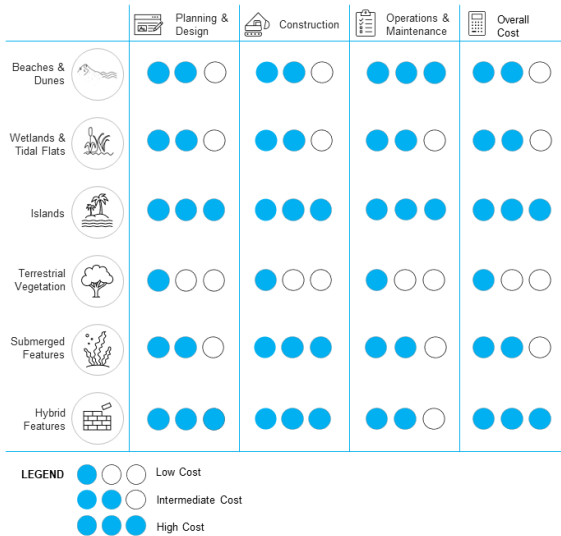 Planning &
Design
Construction
Operations &
Maintenance
Overall
Cost
Beaches &
Dunes
Wetlands &
Tidal Flats
Islands
Terrestrial
Vegetation
Submerged
Features
Hybrid
Features
LEGEND
Low Cost
Intermediate Cost
High Cost